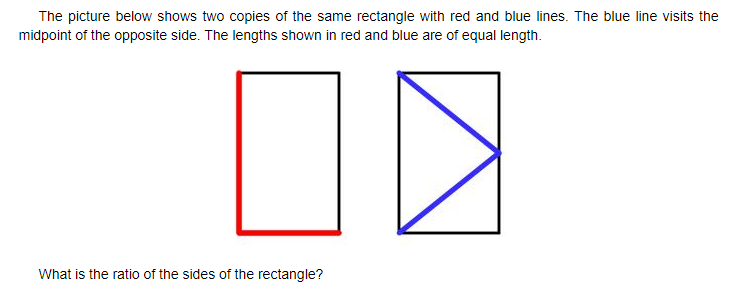 The picture below shows two copies of the same rectangle with red and blue lines. The blue line visits the
midpoint of the opposite side. The lengths shown in red and blue are of equal length.
What is the ratio of the sides of the rectangle?